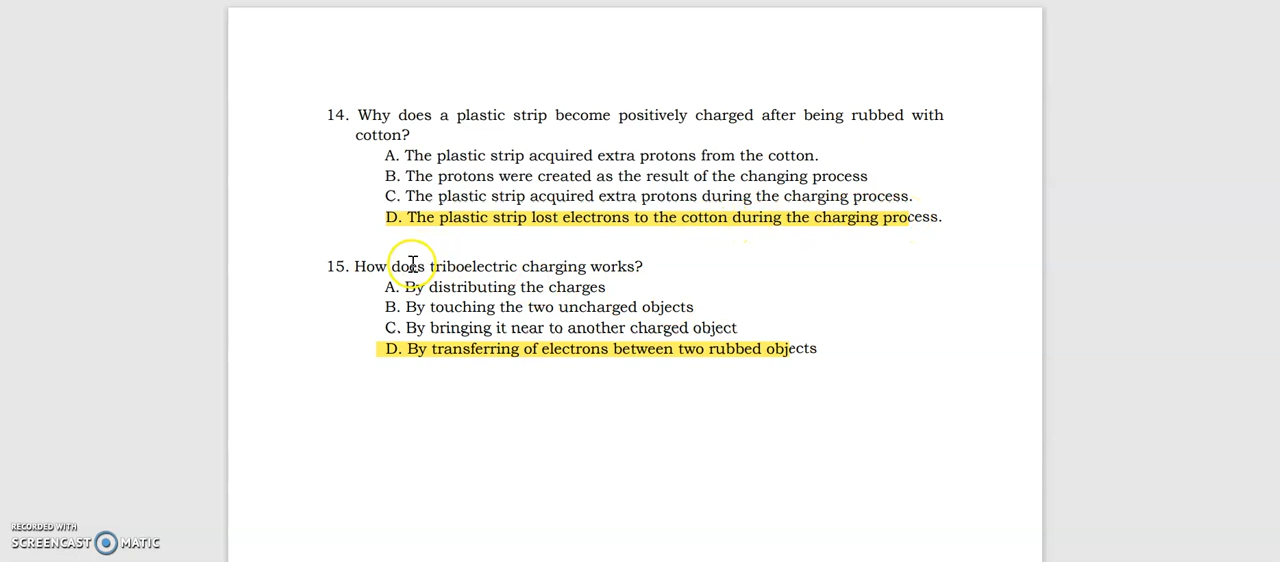 14. Why does a plastic strip become positively charged after being rubbed with
cotton?
A. The plastic strip acquired extra protons from the cotton.
B. The protons were created as the result of the changing process
C. The plastic strip acquired extra protons during the charging process.
D. The plastic strip lost electrons to the cotton during the charging process.
15. How does triboelectric charging works?
A. By distributing the charges
B. By touching the two uncharged objects
C. By bringing it near to another charged object
D. By transferring of electrons between two rubbed objects
RECORDED WITH
SCREENCAST MATIC